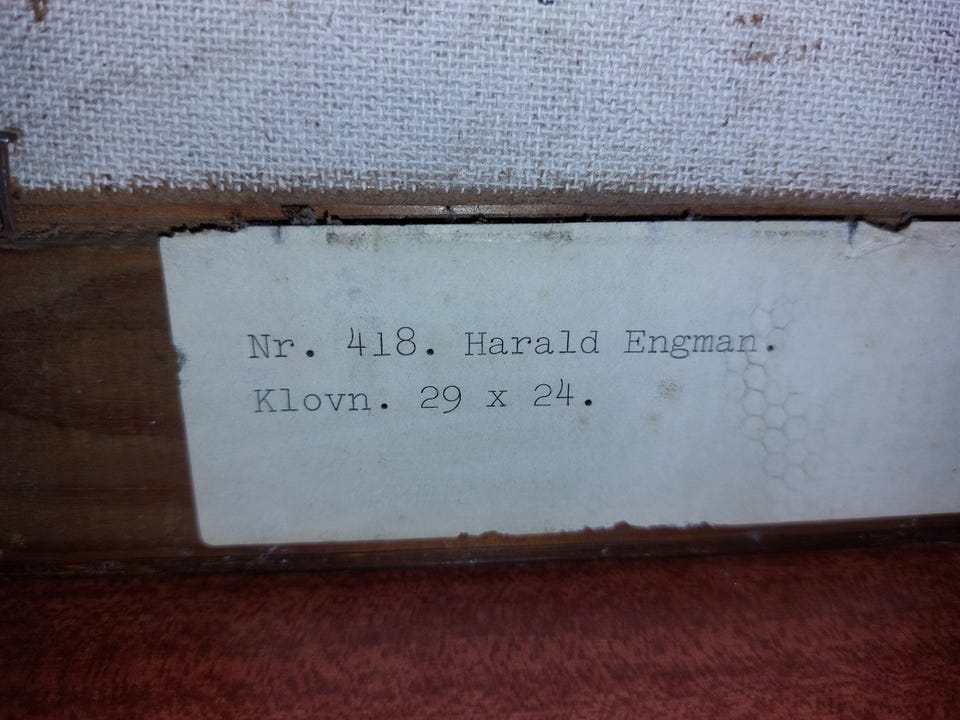 Nr. 418. Harald Engman.
Klovn. 29 x 24.